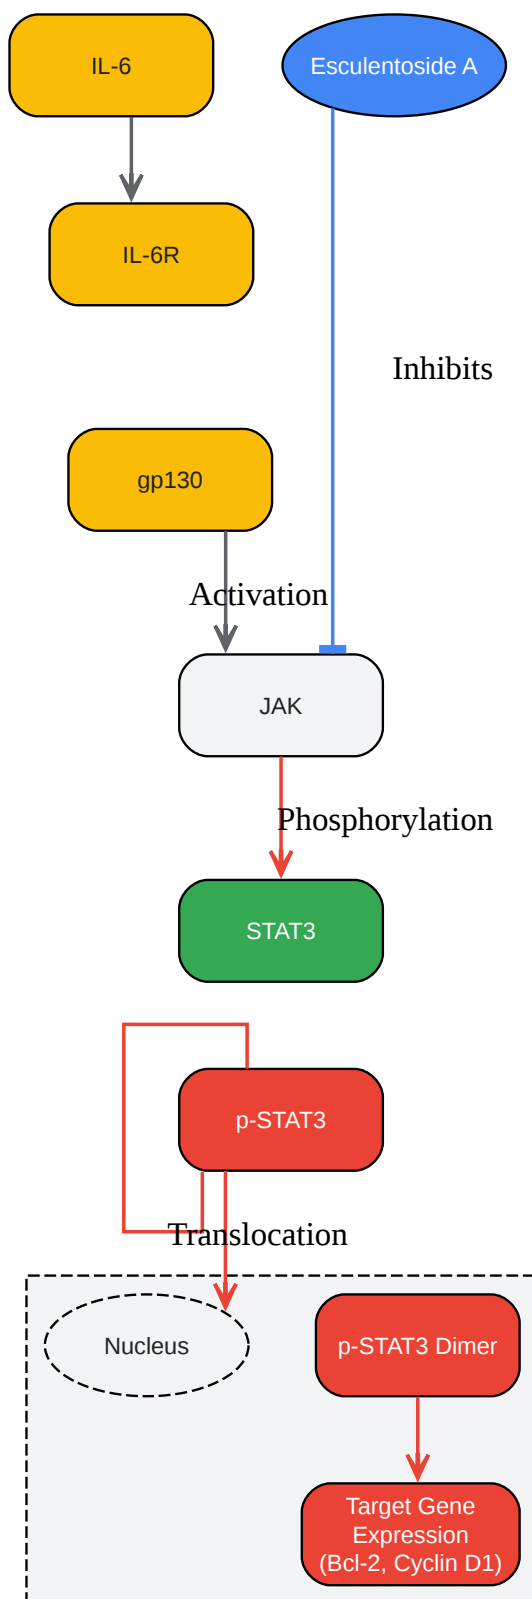 IL-6
Esculentoside A
IL-6R
Inhibits
gp130
Activation
JAK
Phosphorylation
STAT3
p-STAT3
Translocation
Nucleus
p-STAT3 Dimer
Target Gene
Expression
(Bcl-2, Cyclin D1)